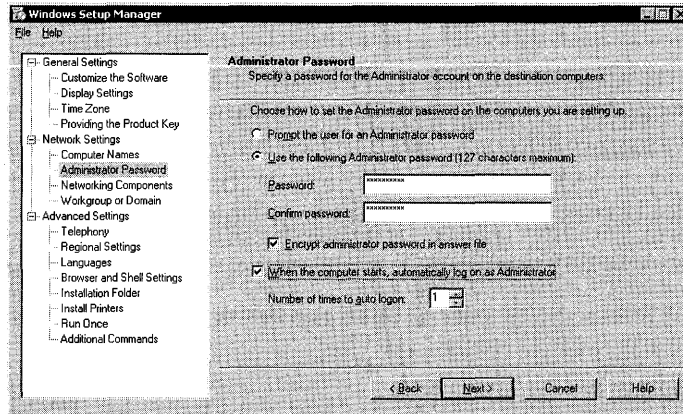 Windows Setup Manager
File Help
General Settings
Customize the Software
Display Settings
Time Zone
Providing the Product Key
Network Settings
Computer Names
Administrator Password
Networking Components
Workgroup or Domain
Advanced Settings
Telephony
Regional Settings
Languages
Browser and Shell Settings
Installation Folder
Install Printers
Run Once
Additional Commands
Administrator Password
Specify a password for the Administrator account on the destination computers.
Choose how to set the Administrator password on the computers you are setting up.
Prompt the user for an Administrator password
Use the following Administrator password (127 characters maximum):
Password: **********
Confirm password: **********
Encrypt administrator password in answer file
When the computer starts, automatically log on as Administrator
Number of times to auto logon: 1
< Back Next > Cancel Help